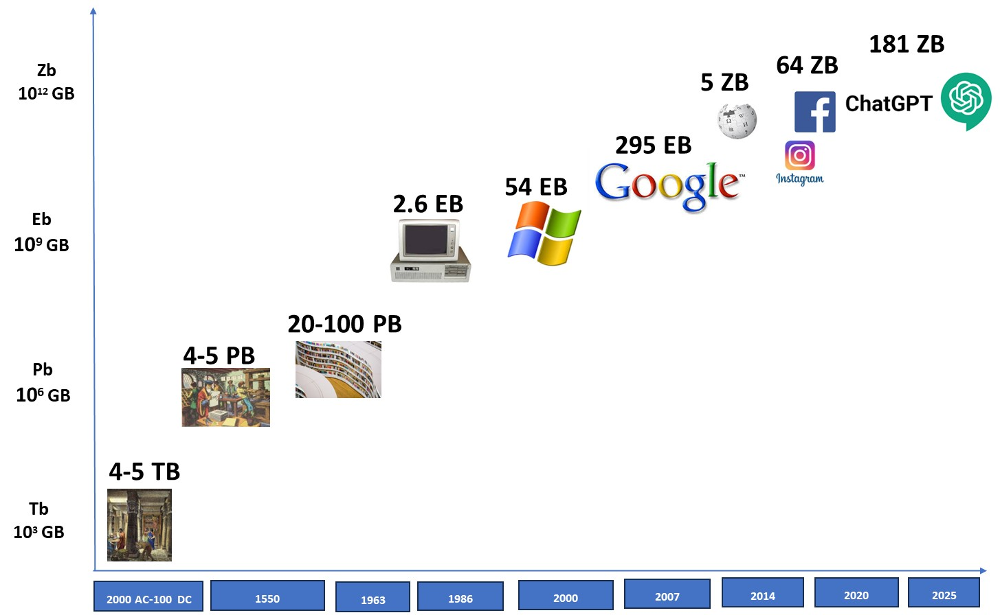 181 ZB
64 ZB
5 ZB
Zb
10¹² GB
ChatGPT
295 EB
Google™
Instagram
54 EB
2.6 EB
Eb
10⁹ GB
20-100 PB
4-5 PB
Pb
10⁶ GB
4-5 TB
Tb
10³ GB
2000 AC-100 DC
1550
1963
1986
2000
2007
2014
2020
2025